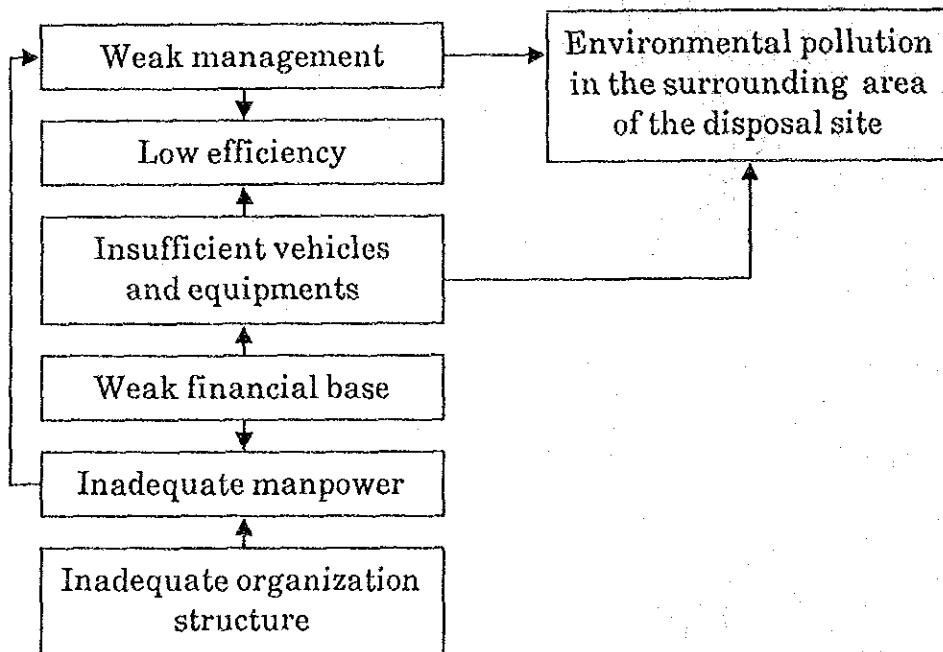 Weak management
Environmental pollution
in the surrounding area
of the disposal site
Low efficiency
Insufficient vehicles
and equipments
Weak financial base
Inadequate manpower
Inadequate organization
structure